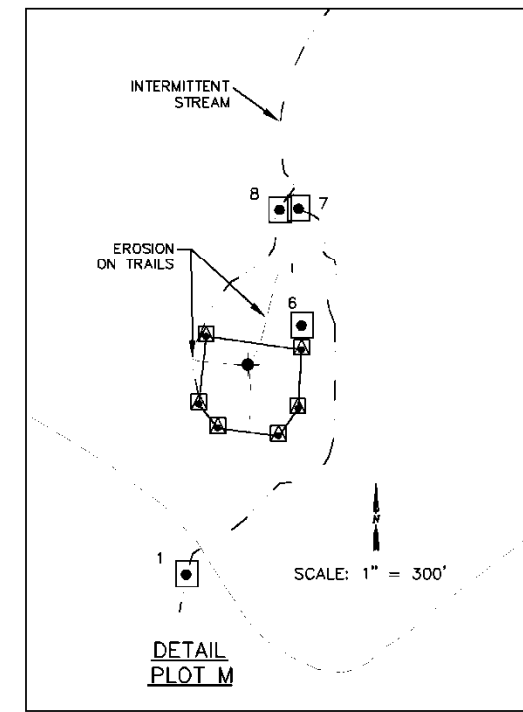 INTERMITTENT
STREAM
8
7
EROSION
ON TRAILS
6
N
1
SCALE: 1" = 300'
DETAIL
PLOT M